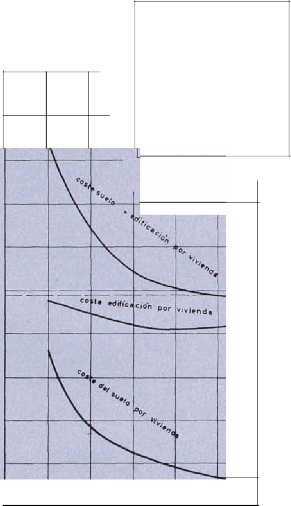 coste suelo + edificación por vivienda
coste edificación por vivienda
coste del suelo por vivienda